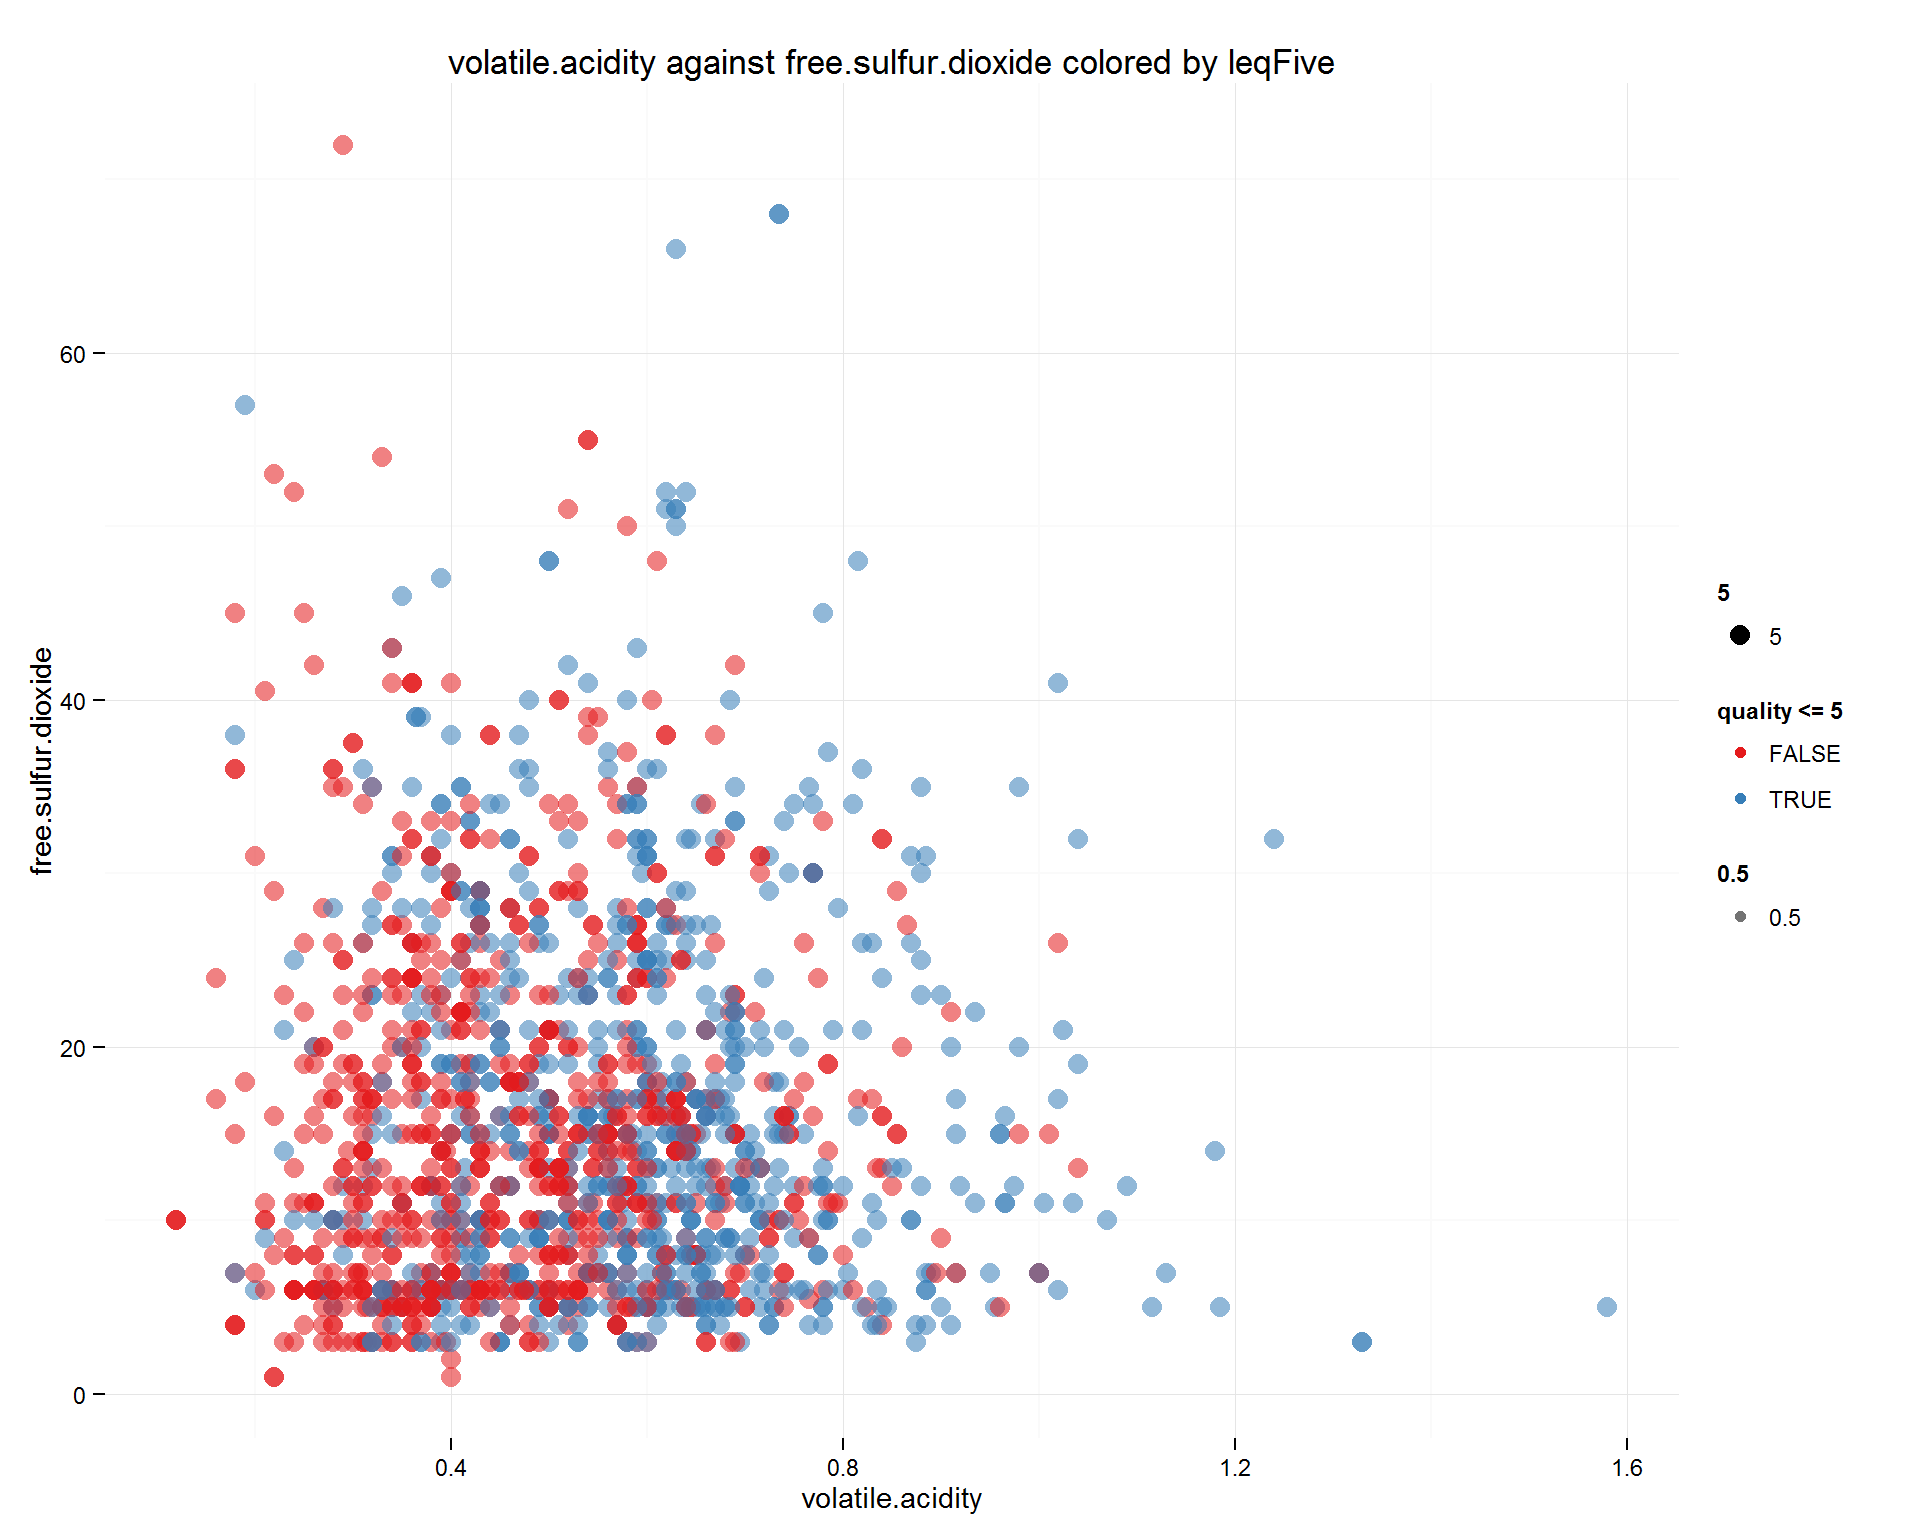 volatile.acidity against free.sulfur.dioxide colored by leqFive
free.sulfur.dioxide
60
40
20
0
0.4
0.8
1.2
1.6
volatile.acidity
5
5
quality <= 5
FALSE
TRUE
0.5
0.5